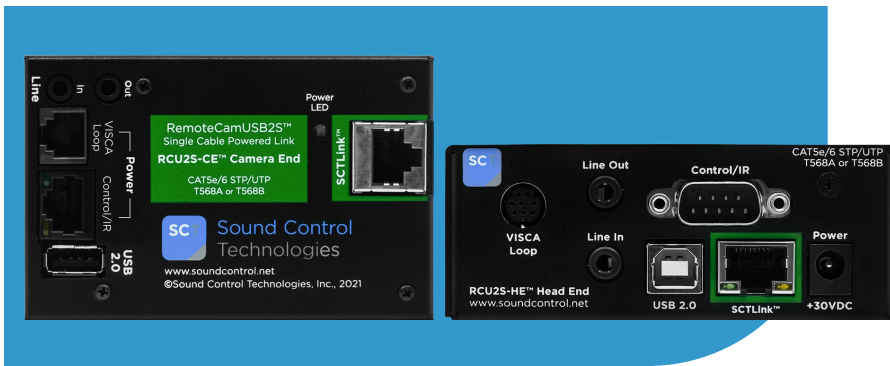 Line
In
Out
VISCA
Loop
Power
Control/IR
USB
2.0
Power
LED
RemoteCamUSB2S™
Single Cable Powered Link
RCU2S-CE™ Camera End
CAT5e/6 STP/UTP
T568A or T568B
SCTLink™
SCT
Sound Control
Technologies
www.soundcontrol.net
©Sound Control Technologies, Inc., 2021
SCT
VISCA
Loop
Line Out
Line In
Control/IR
CAT5e/6 STP/UTP
T568A or T568B
Power
RCU2S-HE™ Head End
www.soundcontrol.net
USB 2.0
SCTLink™
+30VDC